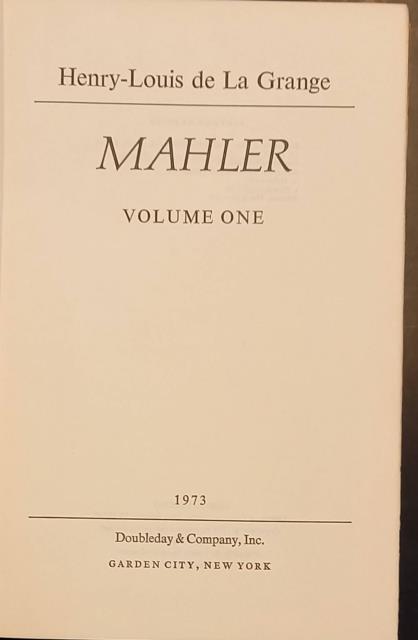 Henry-Louis de La Grange
MAHLER
VOLUME ONE
1973
Doubleday & Company, Inc.
GARDEN CITY, NEW YORK